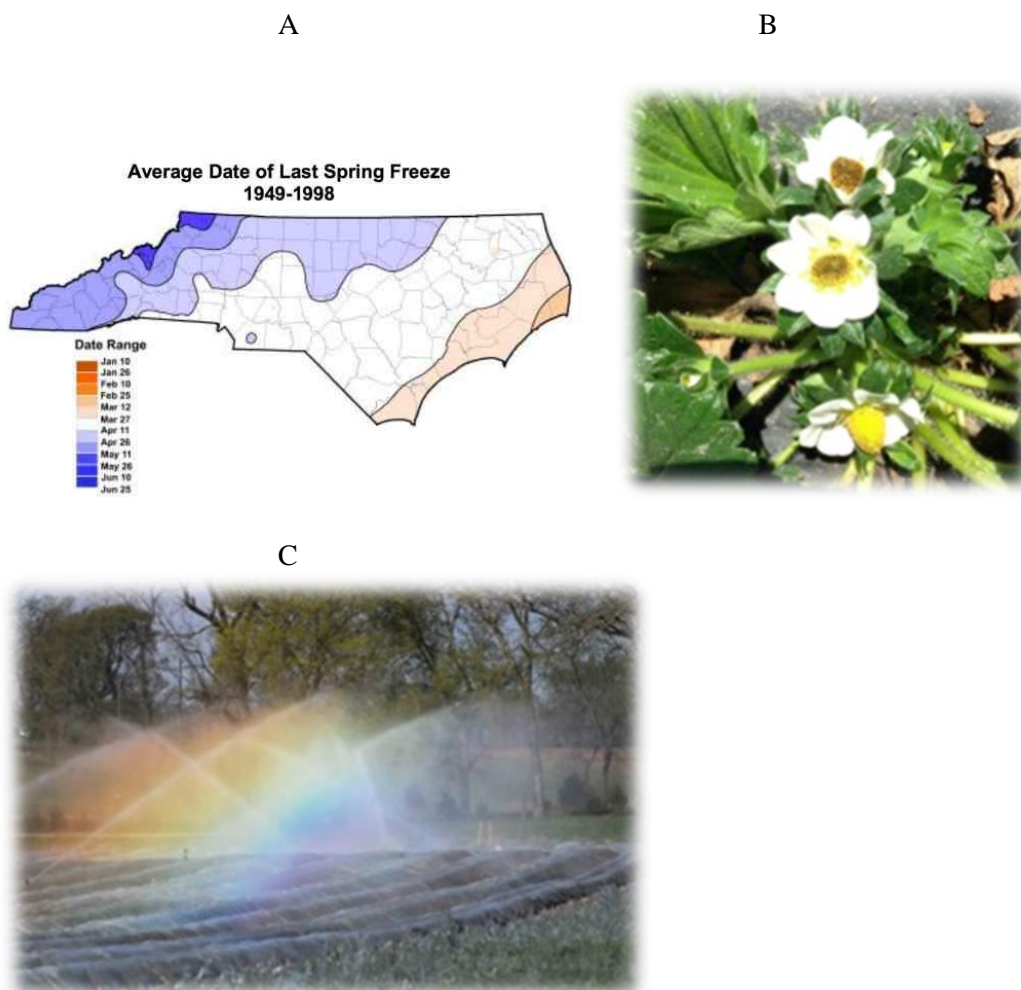 A
B
Average Date of Last Spring Freeze
1949-1998
Date Range
Jan 10
Jan 26
Feb 10
Feb 25
Mar 12
Mar 27
Apr 11
Apr 26
May 11
May 26
Jun 10
Jun 25
C